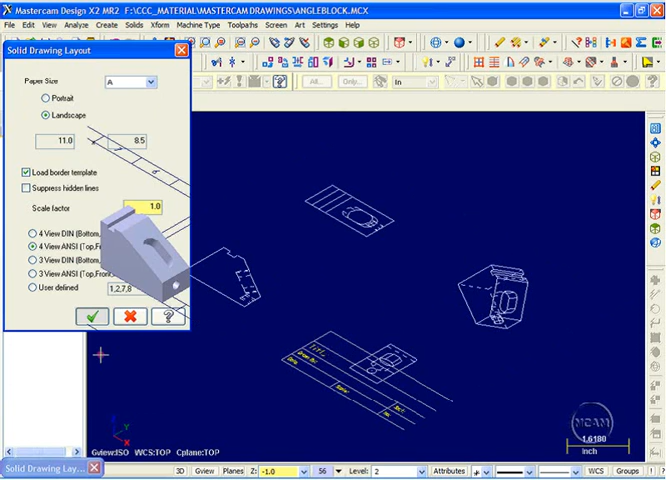 Mastercam Design X2 MR2 F:\CCC_MATERIAL\MASTERCAM DRAWINGS\ANGLEBLOCK.MCX
File Edit View Analyze Create Solids Xform Machine Type Toolpaths Screen Art Settings Help
Solid Drawing Layout
All... Only... In
Paper Size A
Portrait
Landscape
11.0 8.5
Load border template
Suppress hidden lines
Scale factor 1.0
4 View DIN (Bottom,
4 View ANSI (Top,Fr
3 View DIN (Bottom,
3 View ANSI (Top,Front
User defined 1,2,7,8
Z
Y
X
Gview:ISO WCS:TOP Cplane:TOP
MCAM
1.6180
Inch
Solid Drawing Lay...
3D Gview Planes Z: -1.0 56 Level: 2 Attributes WCS Groups ! ?